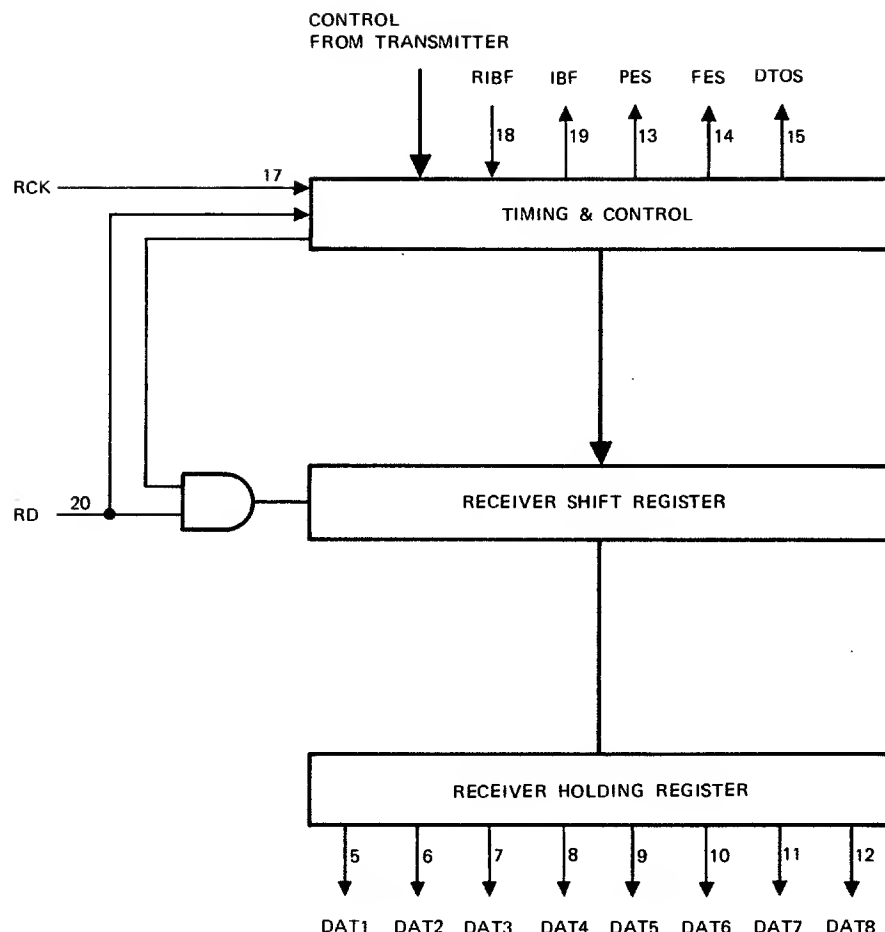 CONTROL
FROM TRANSMITTER
RIBF IBF PES FES DTOS
18 19 13 14 15
RCK 17
TIMING & CONTROL
RD 20
RECEIVER SHIFT REGISTER
RECEIVER HOLDING REGISTER
5 6 7 8 9 10 11 12
DAT1 DAT2 DAT3 DAT4 DAT5 DAT6 DAT7 DAT8